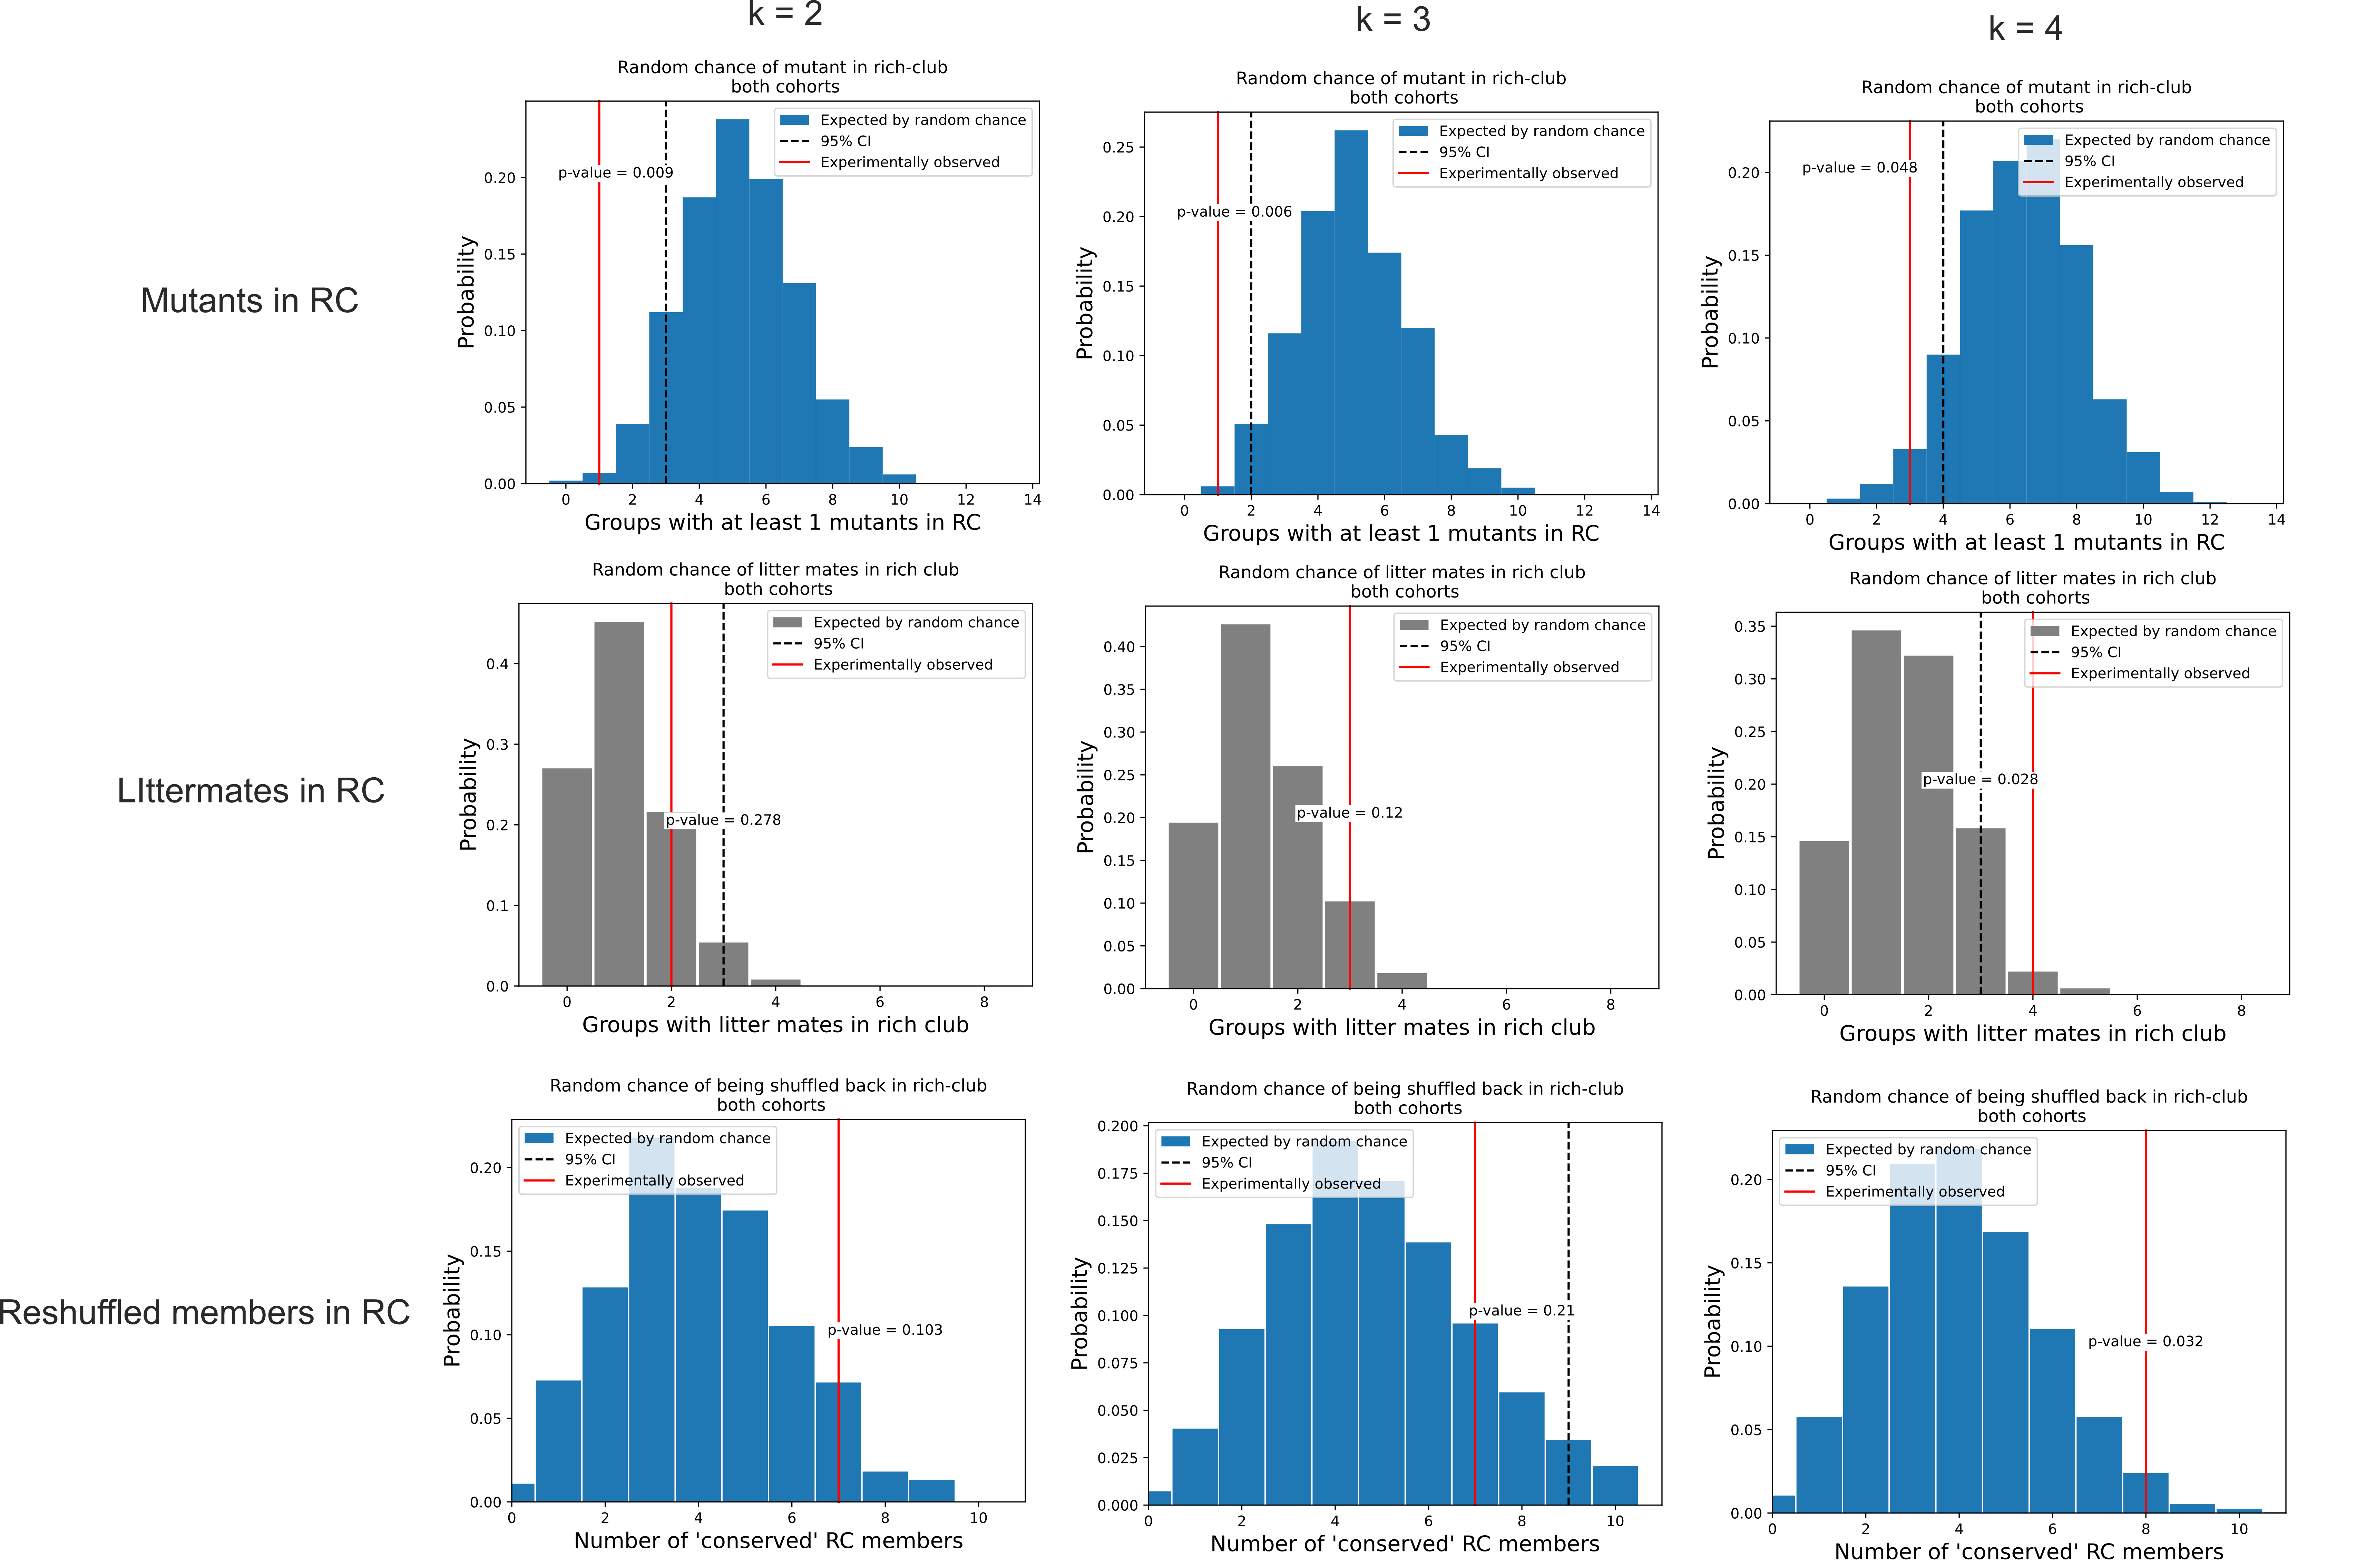 k = 2
k = 3
k = 4
Mutants in RC
Random chance of mutant in rich-club
both cohorts
Expected by random chance
95% CI
Experimentally observed
p-value = 0.009
Probability
0.20
0.15
0.10
0.05
0.00
0 2 4 6 8 10 12 14
Groups with at least 1 mutants in RC
Random chance of mutant in rich-club
both cohorts
Expected by random chance
95% CI
Experimentally observed
p-value = 0.006
Probability
0.25
0.20
0.15
0.10
0.05
0.00
0 2 4 6 8 10 12 14
Groups with at least 1 mutants in RC
Random chance of mutant in rich-club
both cohorts
Expected by random chance
95% CI
Experimentally observed
p-value = 0.048
Probability
0.20
0.15
0.10
0.05
0.00
0 2 4 6 8 10 12 14
Groups with at least 1 mutants in RC
LIttermates in RC
Random chance of litter mates in rich club
both cohorts
Expected by random chance
95% CI
Experimentally observed
p-value = 0.278
Probability
0.4
0.3
0.2
0.1
0.0
0 2 4 6 8
Groups with litter mates in rich club
Random chance of litter mates in rich club
both cohorts
Expected by random chance
95% CI
Experimentally observed
p-value = 0.12
Probability
0.40
0.35
0.30
0.25
0.20
0.15
0.10
0.05
0.00
0 2 4 6 8
Groups with litter mates in rich club
Random chance of litter mates in rich club
both cohorts
Expected by random chance
95% CI
Experimentally observed
p-value = 0.028
Probability
0.35
0.30
0.25
0.20
0.15
0.10
0.05
0.00
0 2 4 6 8
Groups with litter mates in rich club
Reshuffled members in RC
Random chance of being shuffled back in rich-club
both cohorts
Expected by random chance
95% CI
Experimentally observed
p-value = 0.103
Probability
0.20
0.15
0.10
0.05
0.00
0 2 4 6 8 10
Number of 'conserved' RC members
Random chance of being shuffled back in rich-club
both cohorts
Expected by random chance
95% CI
Experimentally observed
p-value = 0.21
Probability
0.200
0.175
0.150
0.125
0.100
0.075
0.050
0.025
0.000
0 2 4 6 8 10
Number of 'conserved' RC members
Random chance of being shuffled back in rich-club
both cohorts
Expected by random chance
95% CI
Experimentally observed
p-value = 0.032
Probability
0.20
0.15
0.10
0.05
0.00
0 2 4 6 8 10
Number of 'conserved' RC members